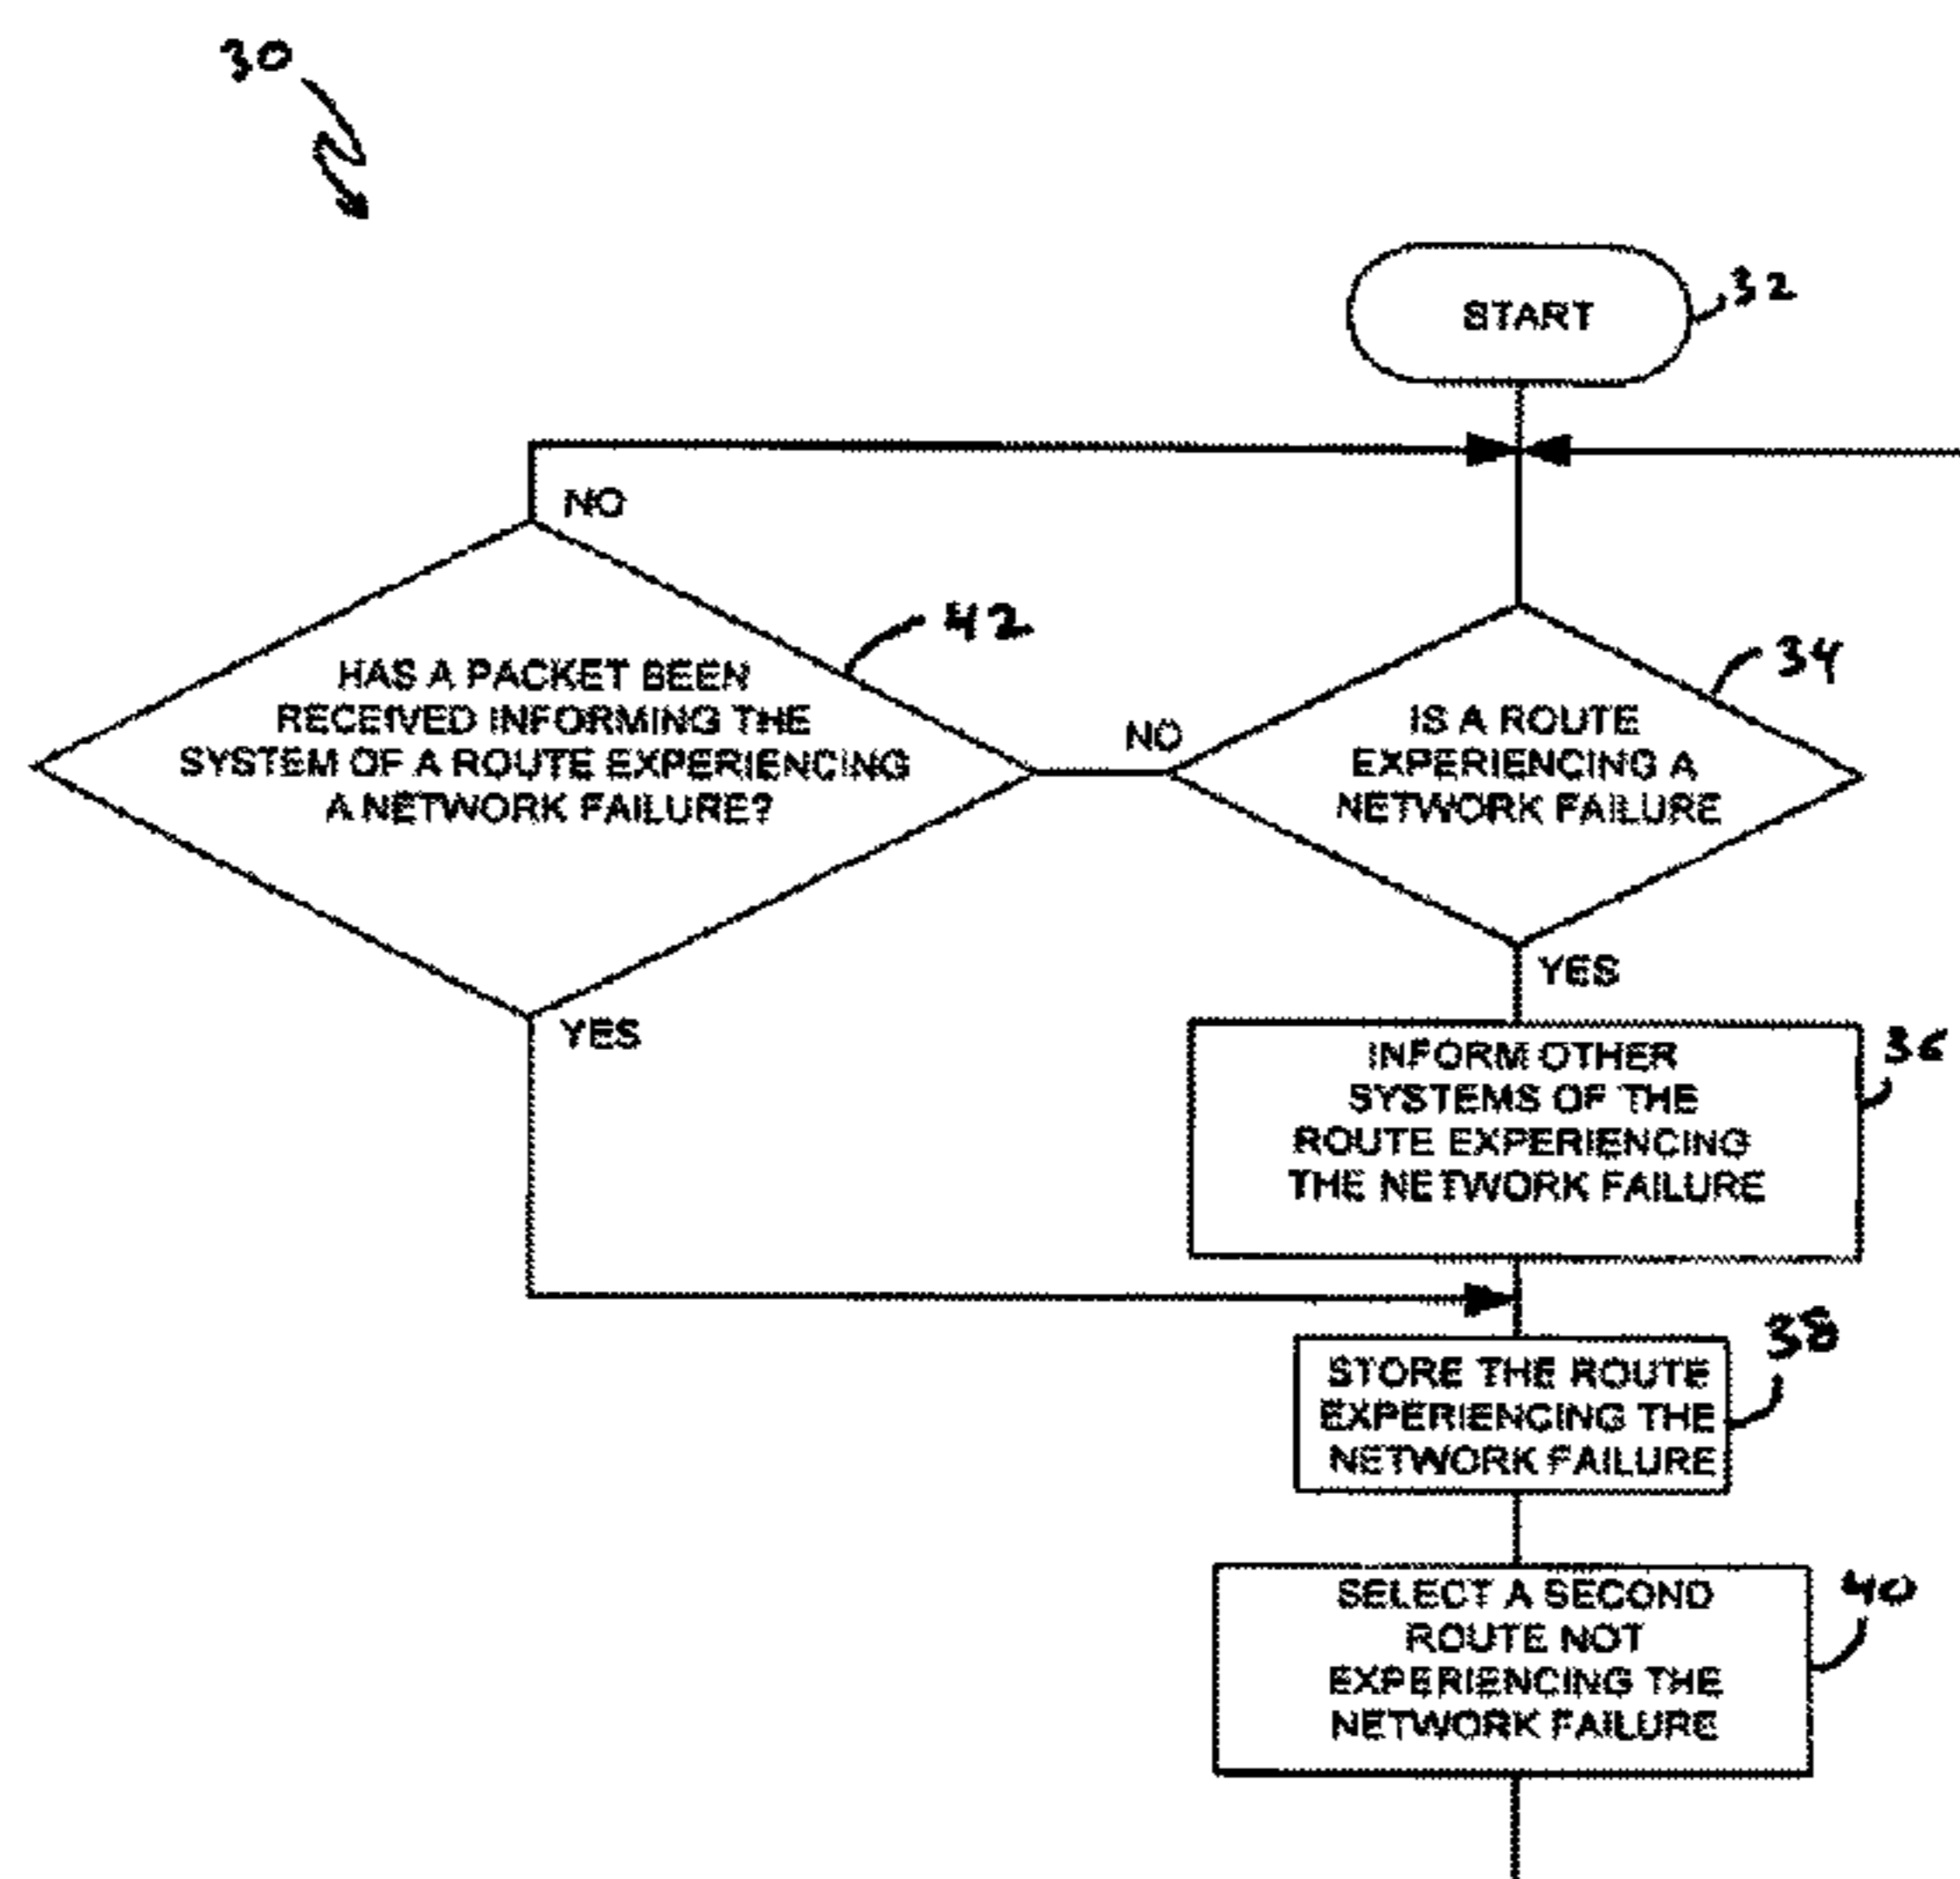 30
START
32
NO
42
HAS A PACKET BEEN
RECEIVED INFORMING THE
SYSTEM OF A ROUTE EXPERIENCING
A NETWORK FAILURE?
YES
NO
34
IS A ROUTE
EXPERIENCING A
NETWORK FAILURE
YES
36
INFORM OTHER
SYSTEMS OF THE
ROUTE EXPERIENCING
THE NETWORK FAILURE
38
STORE THE ROUTE
EXPERIENCING THE
NETWORK FAILURE
40
SELECT A SECOND
ROUTE NOT
EXPERIENCING THE
NETWORK FAILURE